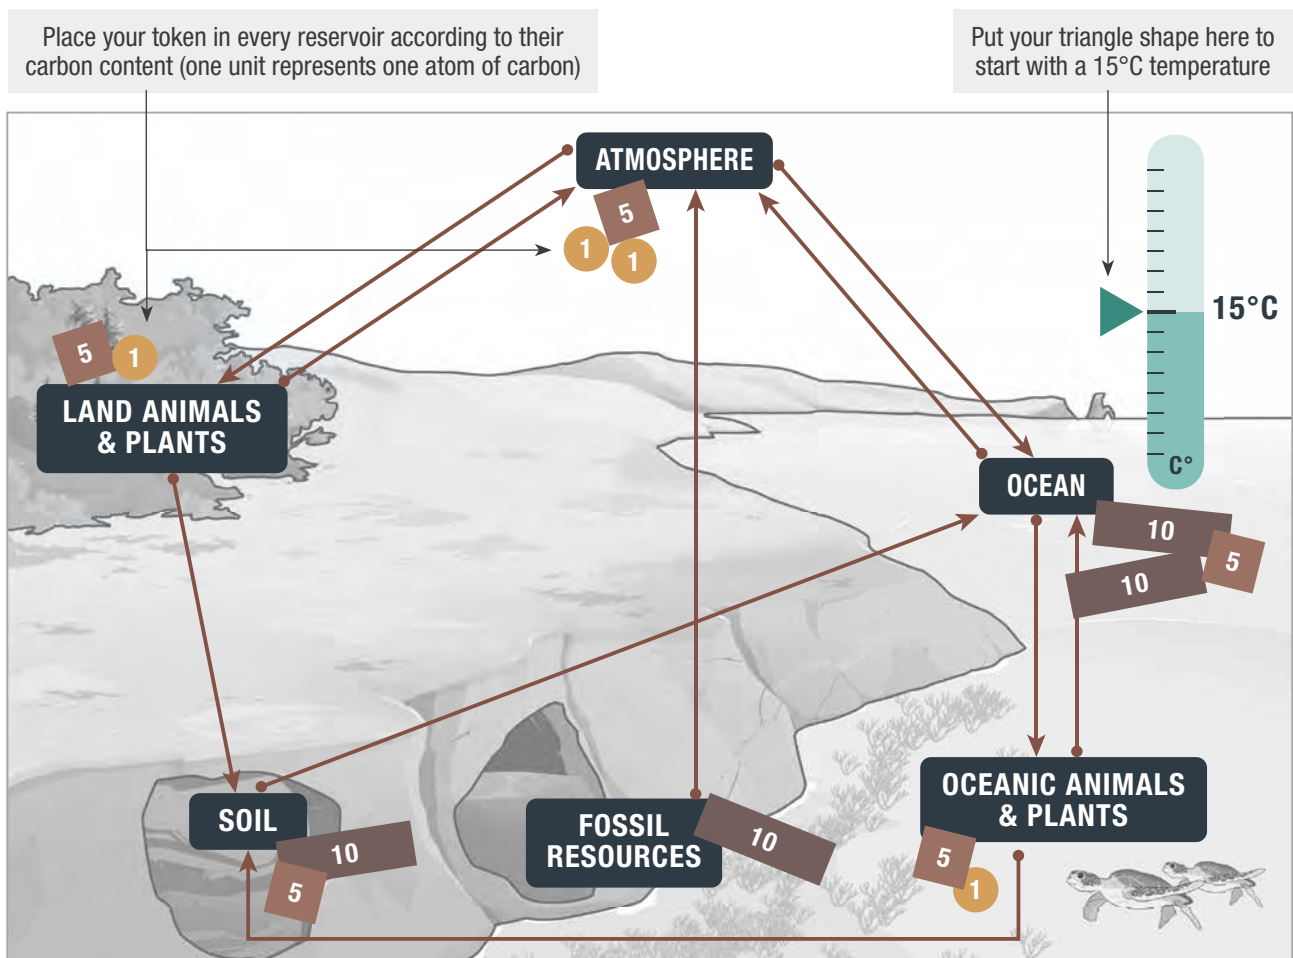 Place your token in every reservoir according to their
carbon content (one unit represents one atom of carbon)
Put your triangle shape here to
start with a 15°C temperature
ATMOSPHERE
5
1
1
15°C
C°
5
1
LAND ANIMALS
& PLANTS
OCEAN
10
5
10
OCEANIC ANIMALS
& PLANTS
5
1
SOIL
10
5
FOSSIL
RESOURCES
10